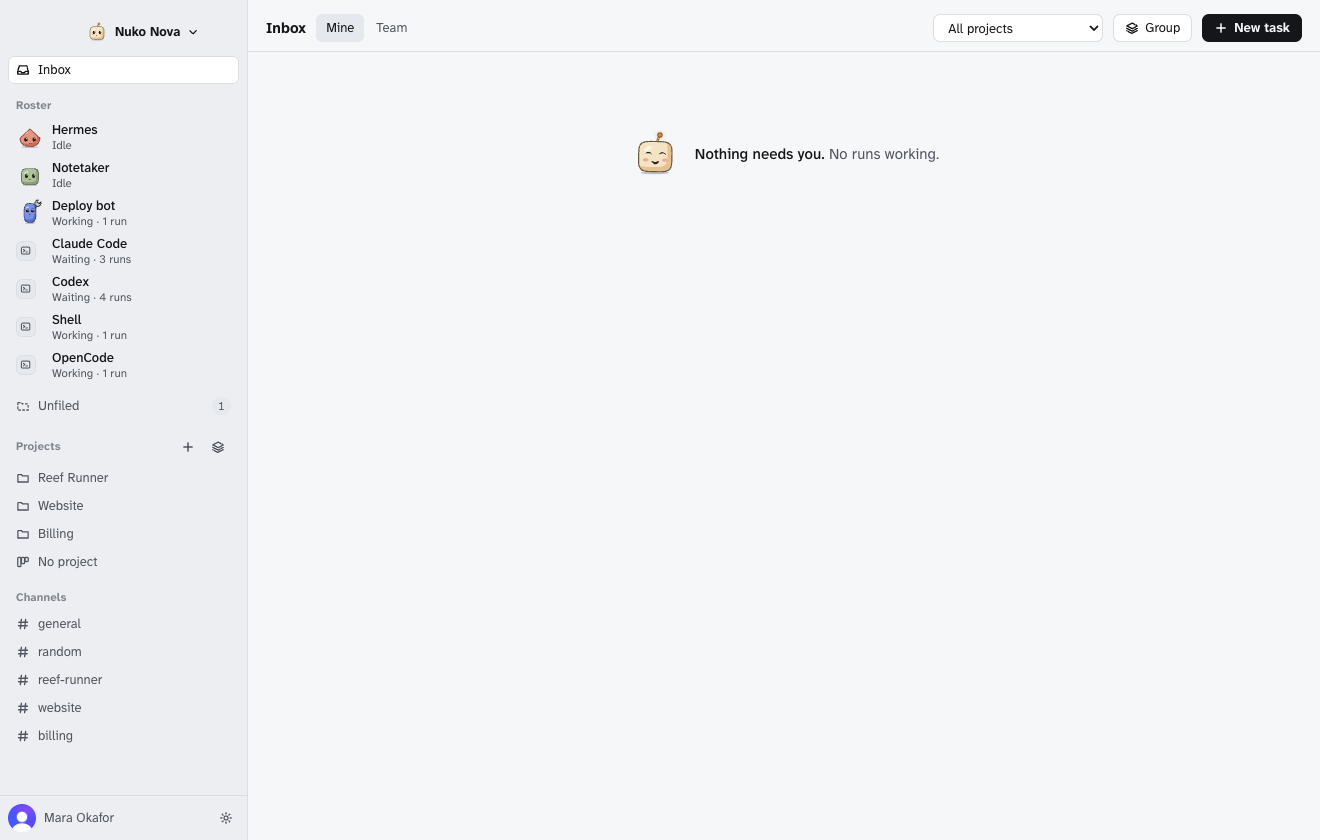 Nuko Nova
Inbox
Roster
Hermes
Idle
Notetaker
Idle
Deploy bot
Working · 1 run
Claude Code
Waiting · 3 runs
Codex
Waiting · 4 runs
Shell
Working · 1 run
OpenCode
Working · 1 run
Unfiled 1
Projects
Reef Runner
Website
Billing
No project
Channels
# general
# random
# reef-runner
# website
# billing
Mara Okafor
Inbox Mine Team All projects Group + New task
Nothing needs you. No runs working.